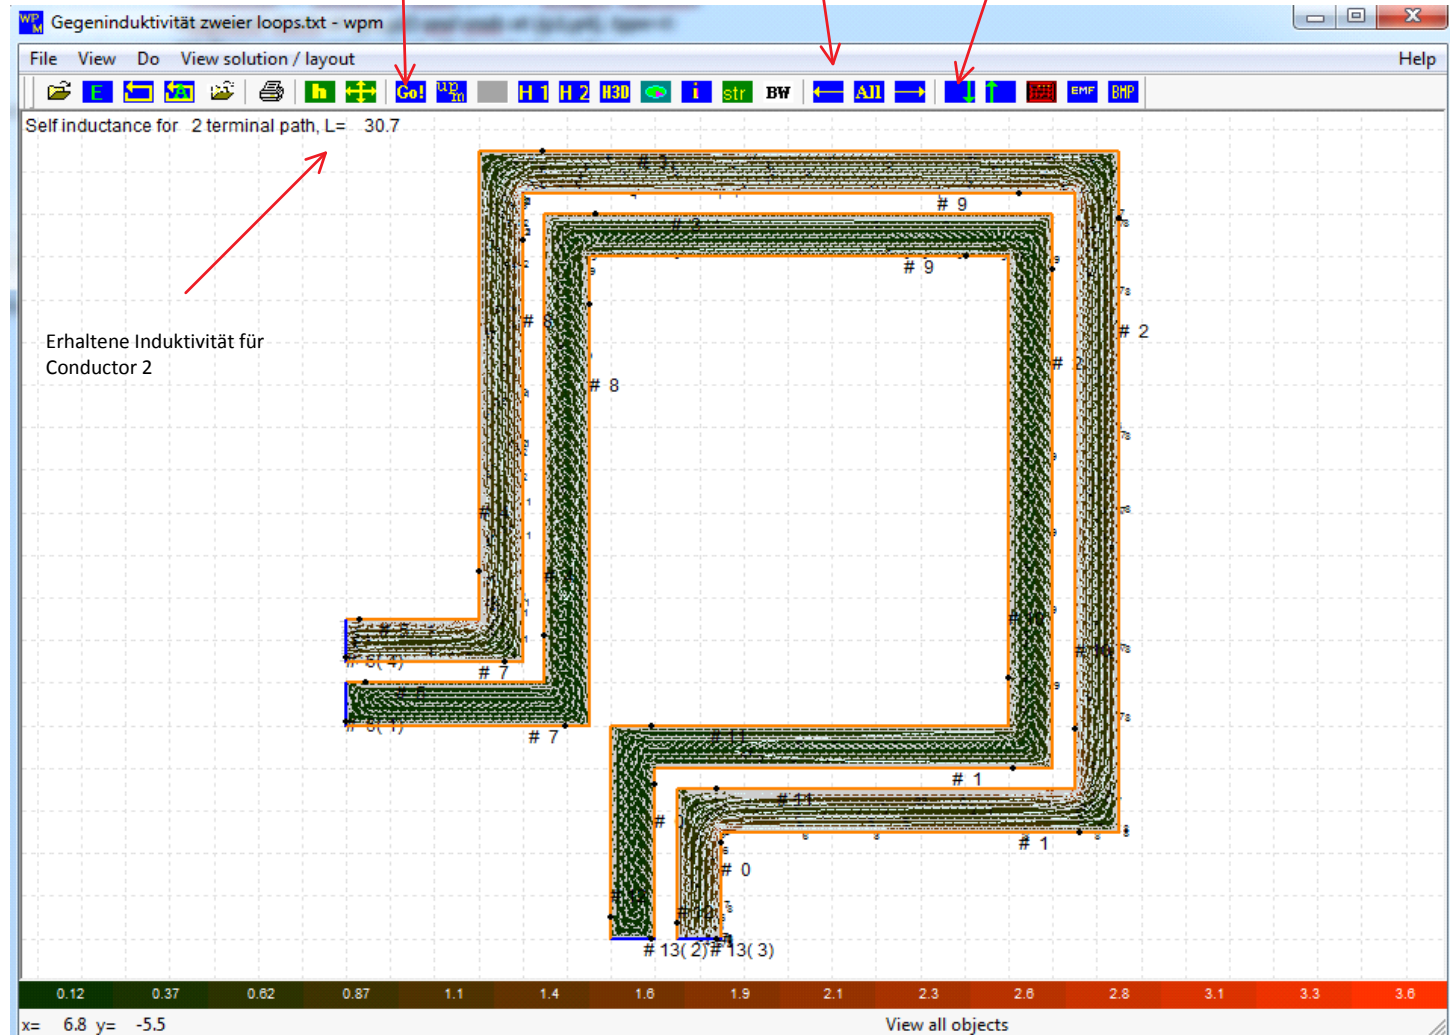 Gegeninduktivität zweier loops.txt - wpm
File View Do View solution / layout Help
E Go! H 1 H 2 H3D i str BW All EMF BMP
Self inductance for 2 terminal path, L= 30.7
# 9
# 9
# 2
Erhaltene Induktivität für
Conductor 2
# 8
# 7
# 7
# 11
# 1
# 11
# 1
# 0
# 13( 2)# 13( 3)
0.12 0.37 0.62 0.87 1.1 1.4 1.6 1.9 2.1 2.3 2.6 2.8 3.1 3.3 3.6
x= 6.8 y= -5.5 View all objects